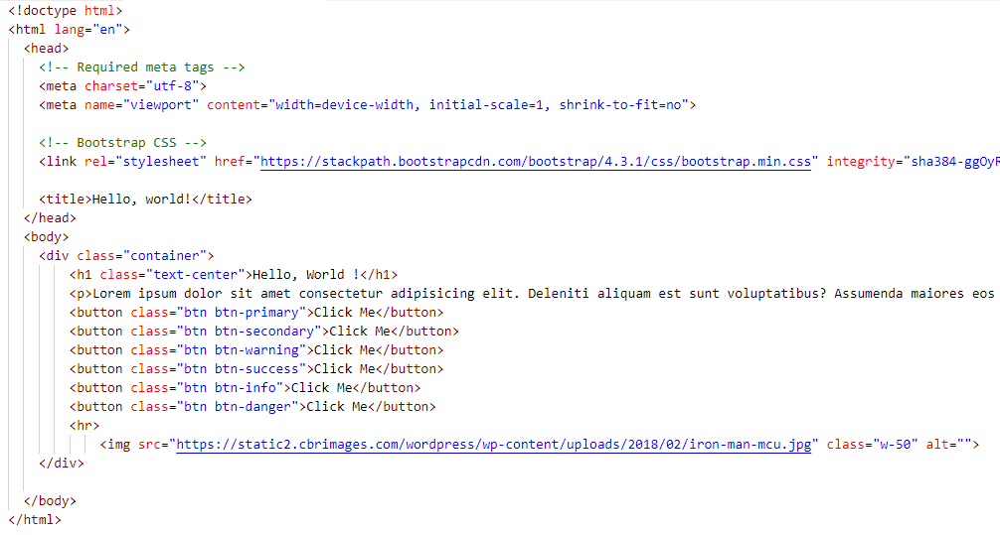 <!doctype html>
<html lang="en">
<head>
<!-- Required meta tags -->
<meta charset="utf-8">
<meta name="viewport" content="width=device-width, initial-scale=1, shrink-to-fit=no">
<!-- Bootstrap CSS -->
<link rel="stylesheet" href="https://stackpath.bootstrapcdn.com/bootstrap/4.3.1/css/bootstrap.min.css" integrity="sha384-ggOyR
<title>Hello, world!</title>
</head>
<body>
<div class="container">
<h1 class="text-center">Hello, World !</h1>
<p>Lorem ipsum dolor sit amet consectetur adipisicing elit. Deleniti aliquam est sunt voluptatibus? Assumenda maiores eos
<button class="btn btn-primary">Click Me</button>
<button class="btn btn-secondary">Click Me</button>
<button class="btn btn-warning">Click Me</button>
<button class="btn btn-success">Click Me</button>
<button class="btn btn-info">Click Me</button>
<button class="btn btn-danger">Click Me</button>
<hr>
<img src="https://static2.cbrimages.com/wordpress/wp-content/uploads/2018/02/iron-man-mcu.jpg" class="w-50" alt="">
</div>
</body>
</html>